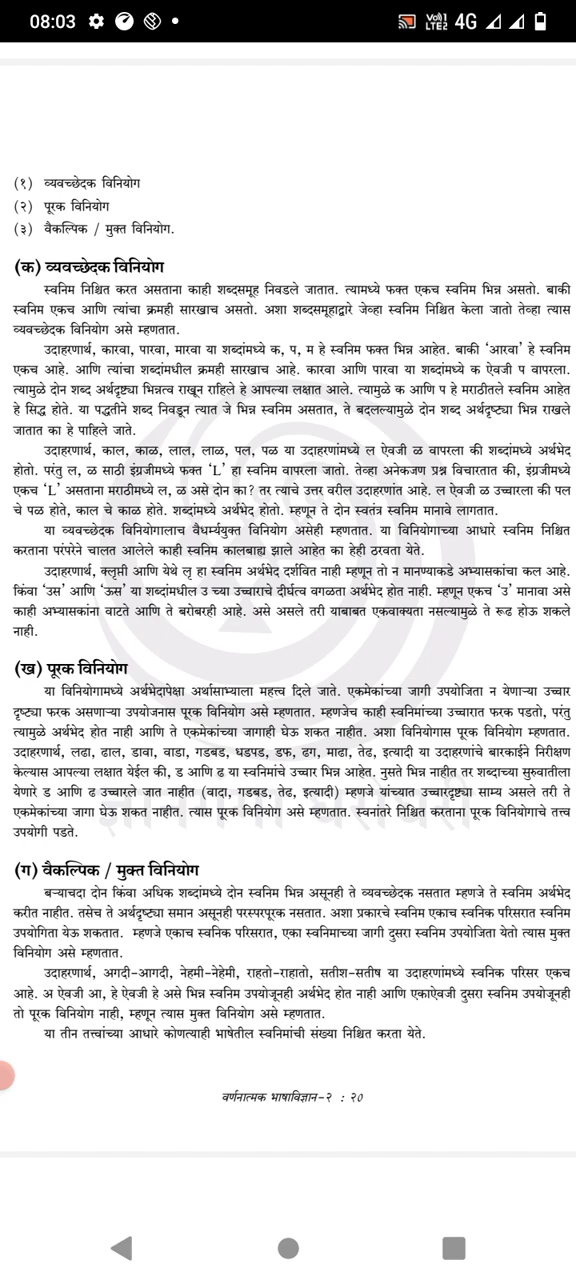 08:03
Vo)) 1
LTE2 4G
(१) व्यवच्छेदक विनियोग
(२) पूरक विनियोग
(३) वैकल्पिक / मुक्त विनियोग.
(क) व्यवच्छेदक विनियोग
स्वनिम निश्चित करत असताना काही शब्दसमूह निवडले जातात. त्यामध्ये फक्त एकच स्वनिम भिन्न असतो. बाकी
स्वनिम एकच आणि त्यांचा क्रमही सारखाच असतो. अशा शब्दसमूहाद्वारे जेव्हा स्वनिम निश्चित केला जातो तेव्हा त्यास
व्यवच्छेदक विनियोग असे म्हणतात.
उदाहरणार्थ, कारवा, पारवा, मारवा या शब्दांमध्ये क, प, म हे स्वनिम फक्त भिन्न आहेत. बाकी ‘आरवा’ हे स्वनिम
एकच आहे. आणि त्यांचा शब्दांमधील क्रमही सारखाच आहे. कारवा आणि पारवा या शब्दांमध्ये क ऐवजी प वापरला.
त्यामुळे दोन शब्द अर्थदृष्ट्या भिन्नत्व राखून राहिले हे आपल्या लक्षात आले. त्यामुळे क आणि प हे मराठीतले स्वनिम आहेत
हे सिद्ध होते. या पद्धतीने शब्द निवडून त्यात जे भिन्न स्वनिम असतात, ते बदलल्यामुळे दोन शब्द अर्थदृष्ट्या भिन्न राखले
जातात का हे पाहिले जाते.
उदाहरणार्थ, काल, काळ, लाल, लाळ, पल, पळ या उदाहरणांमध्ये ल ऐवजी ळ वापरला की शब्दांमध्ये अर्थभेद
होतो. परंतु ल, ळ साठी इंग्रजीमध्ये फक्त ‘L’ हा स्वनिम वापरला जातो. तेव्हा अनेकजण प्रश्न विचारतात की, इंग्रजीमध्ये
एकच ‘L’ असताना मराठीमध्ये ल, ळ असे दोन का? तर त्याचे उत्तर वरील उदाहरणांत आहे. ल ऐवजी ळ उच्चारला की पल
चे पळ होते, काल चे काळ होते. शब्दांमध्ये अर्थभेद होतो. म्हणून ते दोन स्वतंत्र स्वनिम मानावे लागतात.
या व्यवच्छेदक विनियोगालाच वैधर्म्ययुक्त विनियोग असेही म्हणतात. या विनियोगाच्या आधारे स्वनिम निश्चित
करताना परंपरेने चालत आलेले काही स्वनिम कालबाह्य झाले आहेत का हेही ठरवता येते.
उदाहरणार्थ, क्लृप्ती आणि येथे लृ हा स्वनिम अर्थभेद दर्शवित नाही म्हणून तो न मानण्याकडे अभ्यासकांचा कल आहे.
किंवा ‘उस’ आणि ‘ऊस’ या शब्दांमधील उ च्या उच्चाराचे दीर्घत्व वगळता अर्थभेद होत नाही. म्हणून एकच ‘उ’ मानावा असे
काही अभ्यासकांना वाटते आणि ते बरोबरही आहे. असे असले तरी याबाबत एकवाक्यता नसल्यामुळे ते रूढ होऊ शकले
नाही.
(ख) पूरक विनियोग
या विनियोगामध्ये अर्थभेदापेक्षा अर्थासाभ्याला महत्त्व दिले जाते. एकमेकांच्या जागी उपयोजिता न येणाऱ्या उच्चार
दृष्ट्या फरक असणाऱ्या उपयोजनास पूरक विनियोग असे म्हणतात. म्हणजेच काही स्वनिमांच्या उच्चारात फरक पडतो, परंतु
त्यामुळे अर्थभेद होत नाही आणि ते एकमेकांच्या जागाही घेऊ शकत नाहीत. अशा विनियोगास पूरक विनियोग म्हणतात.
उदाहरणार्थ, लढा, ढाल, डावा, वाडा, गडबड, धडपड, डफ, ढग, माढा, तेढ, इत्यादी या उदाहरणांचे बारकाईने निरीक्षण
केल्यास आपल्या लक्षात येईल की, ड आणि ढ या स्वनिमांचे उच्चार भिन्न आहेत. नुसते भिन्न नाहीत तर शब्दाच्या सुरुवातीला
येणारे ड आणि ढ उच्चारले जात नाहीत (वादा, गडबड, तेढ, इत्यादी) म्हणजे यांच्यात उच्चारदृष्ट्या साम्य असले तरी ते
एकमेकांच्या जागा घेऊ शकत नाहीत. त्यास पूरक विनियोग असे म्हणतात. स्वनांतरे निश्चित करताना पूरक विनियोगाचे तत्त्व
उपयोगी पडते.
(ग) वैकल्पिक / मुक्त विनियोग
बऱ्याचदा दोन किंवा अधिक शब्दांमध्ये दोन स्वनिम भिन्न असूनही ते व्यवच्छेदक नसतात म्हणजे ते स्वनिम अर्थभेद
करीत नाहीत. तसेच ते अर्थदृष्ट्या समान असूनही परस्परपूरक नसतात. अशा प्रकारचे स्वनिम एकाच स्वनिक परिसरात स्वनिम
उपयोगिता येऊ शकतात. म्हणजे एकाच स्वनिक परिसरात, एका स्वनिमाच्या जागी दुसरा स्वनिम उपयोजिता येतो त्यास मुक्त
विनियोग असे म्हणतात.
उदाहरणार्थ, अगदी-आगदी, नेहमी-नेहेमी, राहतो-राहातो, सतीश-सतीष या उदाहरणांमध्ये स्वनिक परिसर एकच
आहे. अ ऐवजी आ, हे ऐवजी हे असे भिन्न स्वनिम उपयोजूनही अर्थभेद होत नाही आणि एकाऐवजी दुसरा स्वनिम उपयोजूनही
तो पूरक विनियोग नाही, म्हणून त्यास मुक्त विनियोग असे म्हणतात.
या तीन तत्त्वांच्या आधारे कोणत्याही भाषेतील स्वनिमांची संख्या निश्चित करता येते.
वर्णनात्मक भाषाविज्ञान-२ : २०